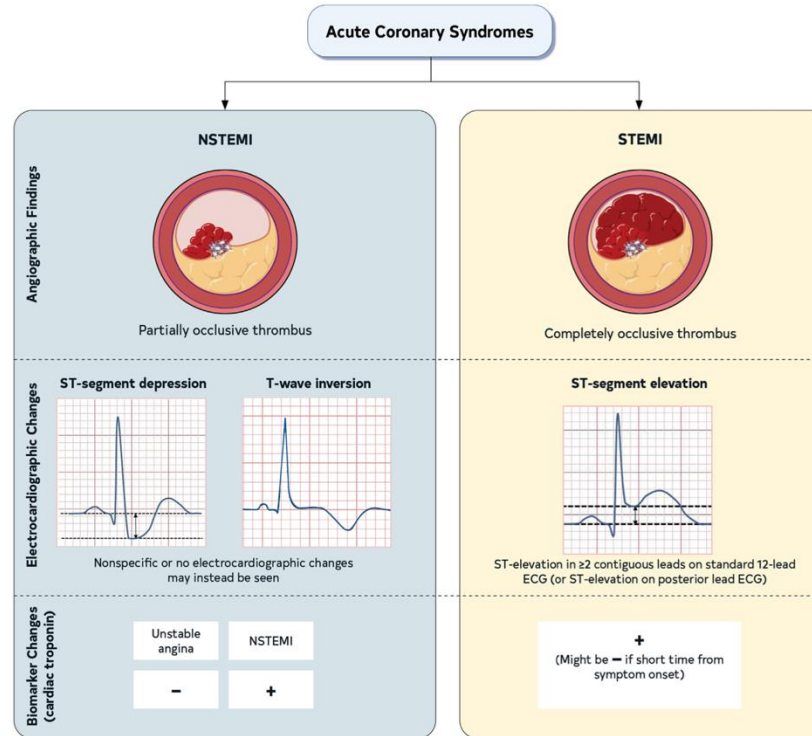 Acute Coronary Syndromes
NSTEMI
STEMI
Angiographic Findings
Partially occlusive thrombus
Completely occlusive thrombus
Electrocardiographic Changes
ST-segment depression
T-wave inversion
ST-segment elevation
Nonspecific or no electrocardiographic changes
may instead be seen
ST-elevation in ≥2 contiguous leads on standard 12-lead
ECG (or ST-elevation on posterior lead ECG)
Biomarker Changes
(cardiac troponin)
Unstable
angina
NSTEMI
−
+
+
(Might be − if short time from
symptom onset)